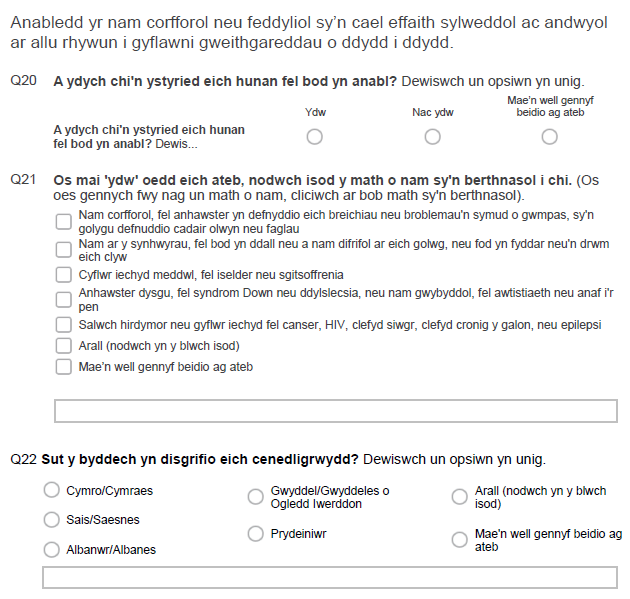 Anabledd yr nam corfforol neu feddyliol sy'n cael effaith sylweddol ac andwyol
ar allu rhywun i gyflawni gweithgareddau o ddydd i ddydd.
Q20 A ydych chi'n ystyried eich hunan fel bod yn anabl? Dewiswch un opsiwn yn unig.
Ydw
Nac ydw
Mae'n well gennyf
beidio ag ateb
A ydych chi'n ystyried eich hunan
fel bod yn anabl? Dewis...
Q21 Os mai 'ydw' oedd eich ateb, nodwch isod y math o nam sy'n berthnasol i chi. (Os
oes gennych fwy nag un math o nam, cliciwch ar bob math sy'n berthnasol).
Nam corfforol, fel anhawster yn defnyddio eich breichiau neu broblemau'n symud o gwmpas, sy'n
golygu defnuddio cadair olwyn neu faglau
Nam ar y synhwyrau, fel bod yn ddall neu a nam difrifol ar eich golwg, neu fod yn fyddar neu'n drwm
eich clyw
Cyflwr iechyd meddwl, fel iselder neu sgitsoffrenia
Anhawster dysgu, fel syndrom Down neu ddylslecsia, neu nam gwybyddol, fel awtistiaeth neu anaf i'r
pen
Salwch hirdymor neu gyflwr iechyd fel canser, HIV, clefyd siwgr, clefyd cronig y galon, neu epilepsi
Arall (nodwch yn y blwch isod)
Mae'n well gennyf beidio ag ateb
Q22 Sut y byddech yn disgrifio eich cenedligrwydd? Dewiswch un opsiwn yn unig.
Cymro/Cymraes
Sais/Saesnes
Albanwr/Albanes
Gwyddel/Gwyddeles o
Ogledd Iwerddon
Prydeiniwr
Arall (nodwch yn y blwch
isod)
Mae'n well gennyf beidio ag
ateb